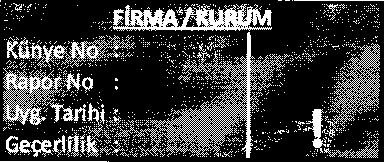 FİRMA / KURUM
Künye No :
Rapor No :
Uyg. Tarihi :
Geçerlilik :
!